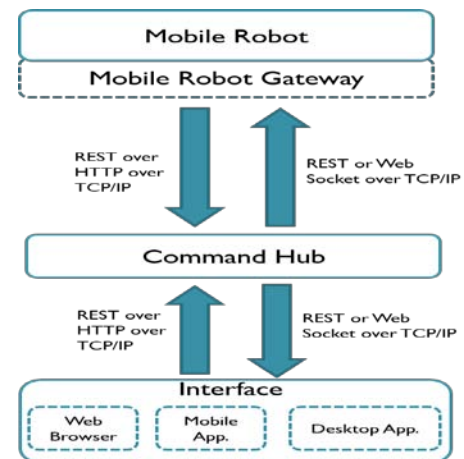 Mobile Robot
Mobile Robot Gateway
REST over
HTTP over
TCP/IP
REST or Web
Socket over TCP/IP
Command Hub
REST over
HTTP over
TCP/IP
REST or Web
Socket over TCP/IP
Interface
Web
Browser
Mobile
App.
Desktop App.